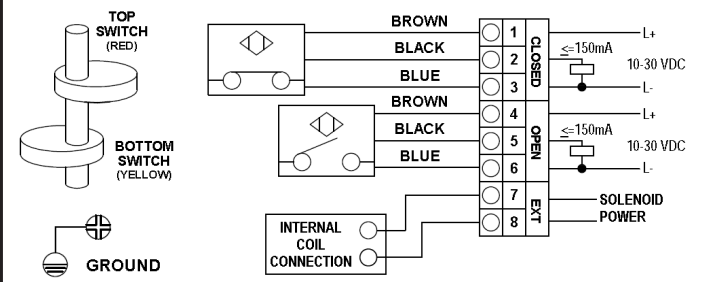 TOP
SWITCH
(RED)
BOTTOM
SWITCH
(YELLOW)
GROUND
BROWN
BLACK
BLUE
BROWN
BLACK
BLUE
INTERNAL
COIL
CONNECTION
1
2
3
4
5
6
7
8
CLOSED
OPEN
EXT
L+
<=150mA
10-30 VDC
L-
L+
<=150mA
10-30 VDC
L-
SOLENOID
POWER